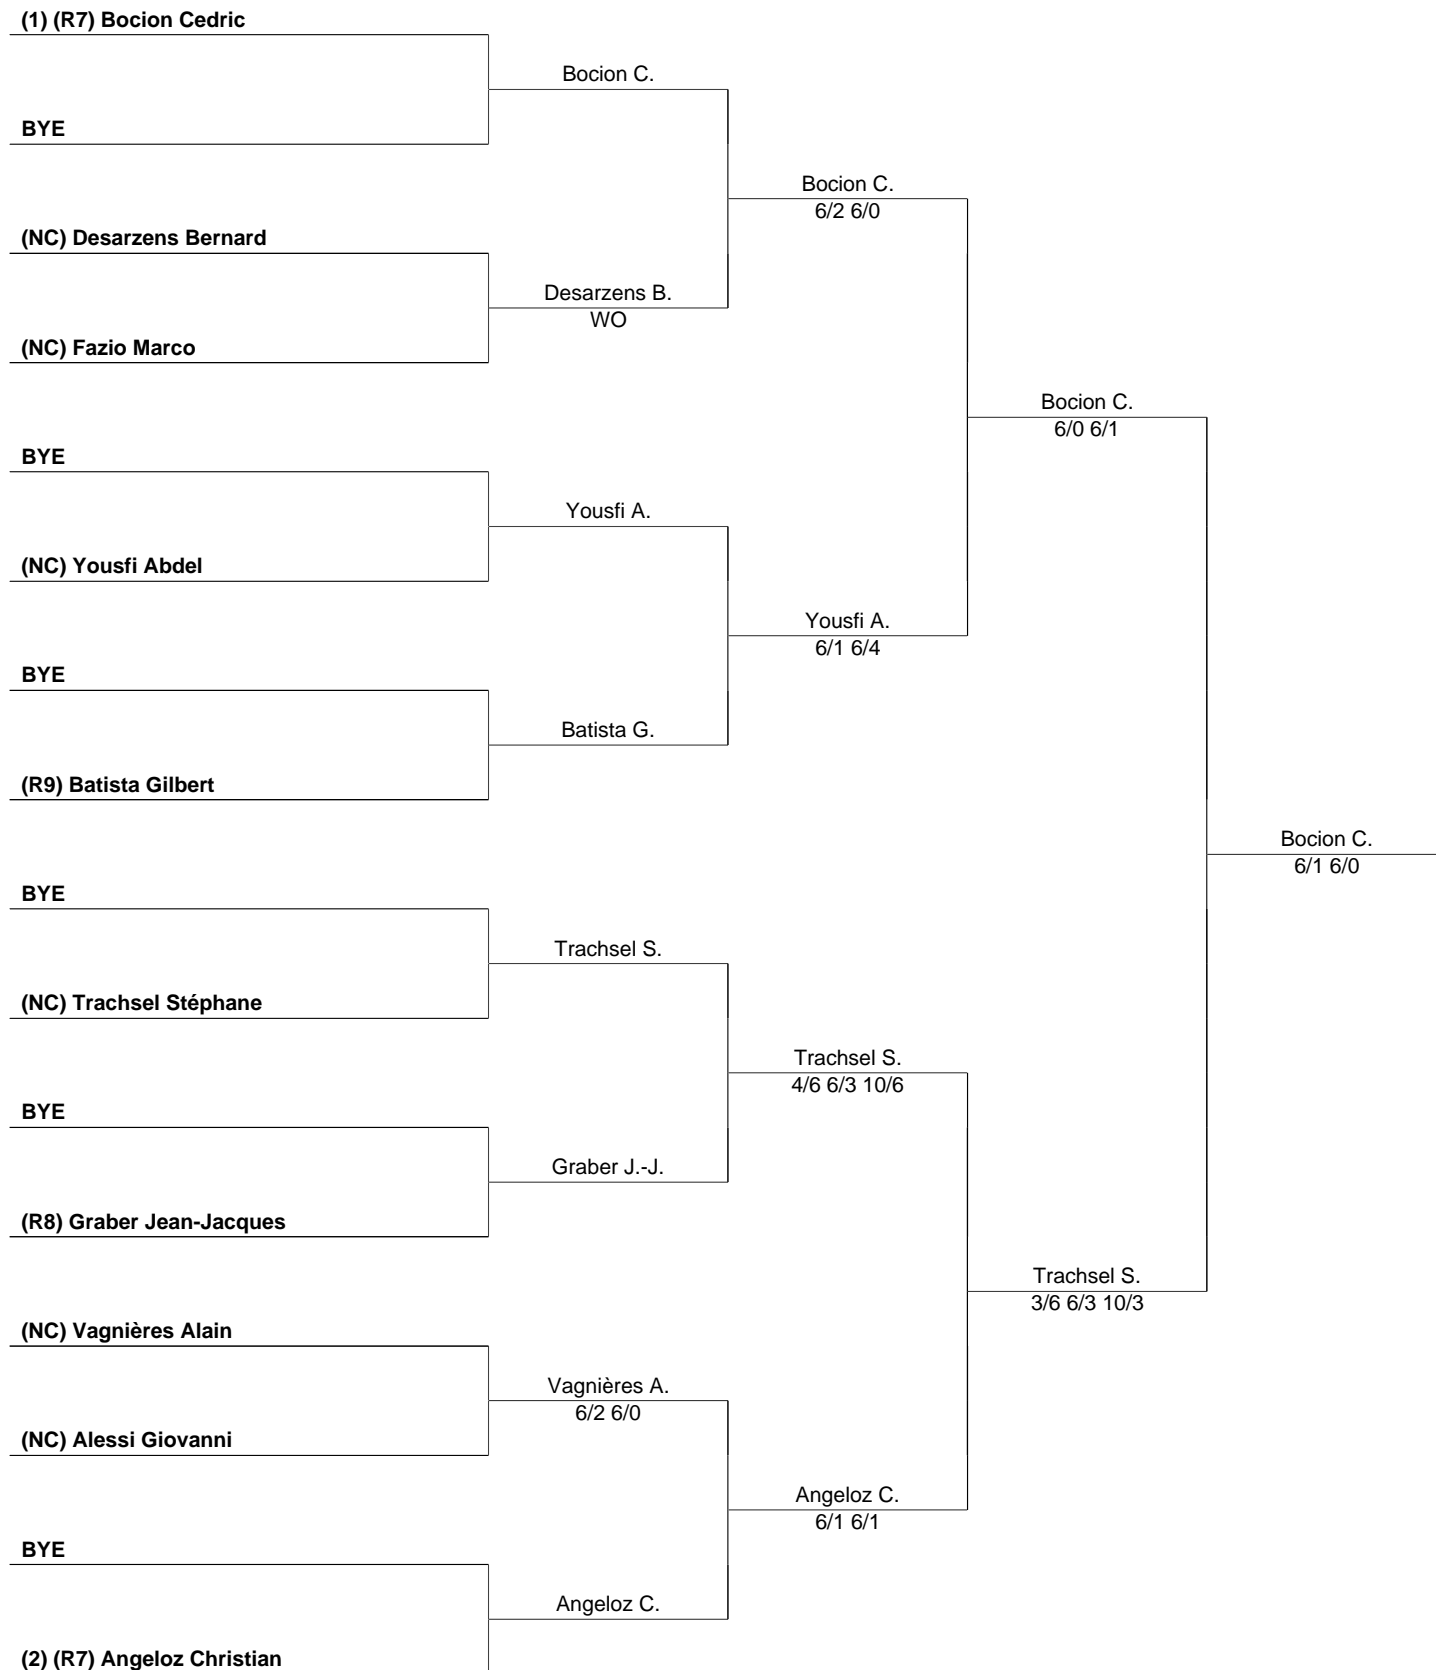 (1) (R7) Bocion Cedric
Bocion C.
BYE
Bocion C.
6/2 6/0
(NC) Desarzens Bernard
Desarzens B.
WO
(NC) Fazio Marco
Bocion C.
6/0 6/1
BYE
Yousfi A.
(NC) Yousfi Abdel
Yousfi A.
6/1 6/4
BYE
Batista G.
(R9) Batista Gilbert
Bocion C.
6/1 6/0
BYE
Trachsel S.
(NC) Trachsel Stéphane
Trachsel S.
4/6 6/3 10/6
BYE
Graber J.-J.
(R8) Graber Jean-Jacques
Trachsel S.
3/6 6/3 10/3
(NC) Vagnières Alain
Vagnières A.
6/2 6/0
(NC) Alessi Giovanni
Angeloz C.
6/1 6/1
BYE
Angeloz C.
(2) (R7) Angeloz Christian